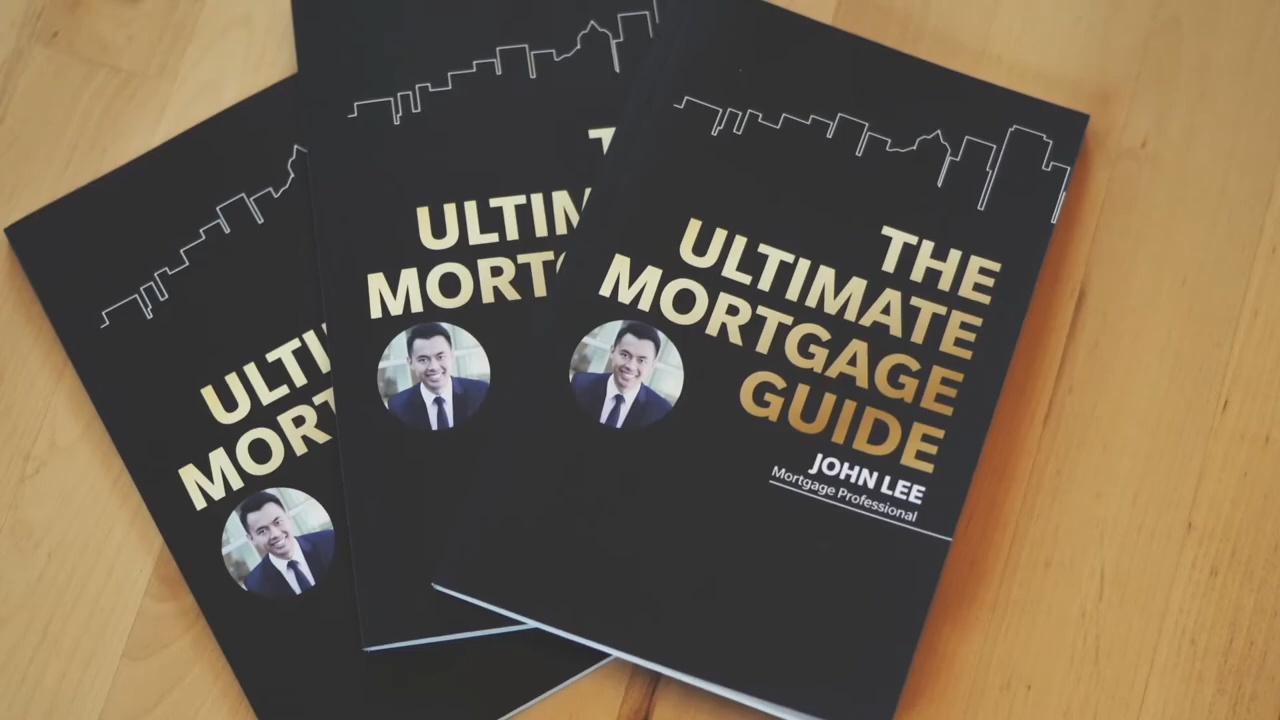 THE
ULTIMATE
MORTGAGE
GUIDE
JOHN LEE
Mortgage Professional
T
ULTIM
MORTG
ULTI
MORT